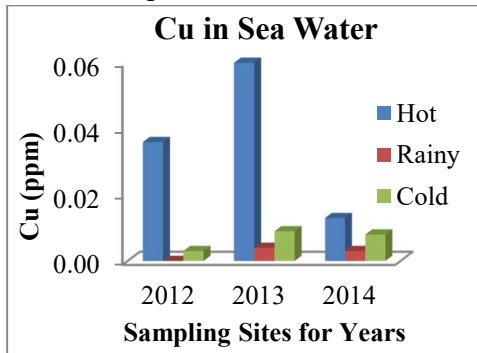 Cu in Sea Water
0.06
0.04
0.02
0.00
Cu (ppm)
Hot
Rainy
Cold
2012 2013 2014
Sampling Sites for Years